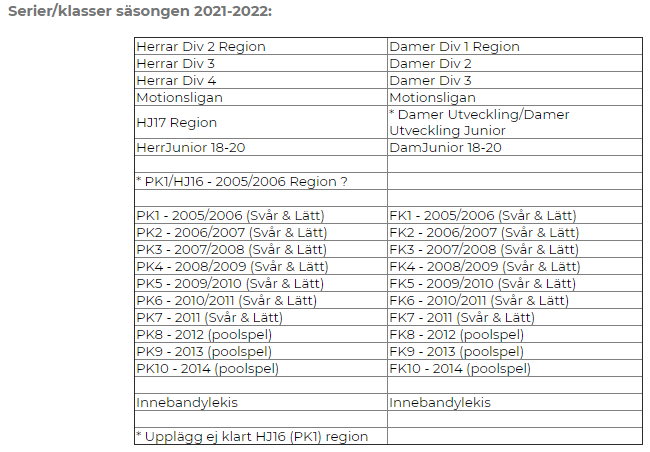 Serier/klasser säsongen 2021-2022:
Herrar Div 2 Region Damer Div 1 Region
Herrar Div 3 Damer Div 2
Herrar Div 4 Damer Div 3
Motionsligan Motionsligan
HJ17 Region * Damer Utveckling/Damer
Utveckling Junior
HerrJunior 18-20 DamJunior 18-20
* PK1/HJ16 - 2005/2006 Region ?
PK1 - 2005/2006 (Svår & Lätt) FK1 - 2005/2006 (Svår & Lätt)
PK2 - 2006/2007 (Svår & Lätt) FK2 - 2006/2007 (Svår & Lätt)
PK3 - 2007/2008 (Svår & Lätt) FK3 - 2007/2008 (Svår & Lätt)
PK4 - 2008/2009 (Svår & Lätt) FK4 - 2008/2009 (Svår & Lätt)
PK5 - 2009/2010 (Svår & Lätt) FK5 - 2009/2010 (Svår & Lätt)
PK6 - 2010/2011 (Svår & Lätt) FK6 - 2010/2011 (Svår & Lätt)
PK7 - 2011 (Svår & Lätt) FK7 - 2011 (Svår & Lätt)
PK8 - 2012 (poolspel) FK8 - 2012 (poolspel)
PK9 - 2013 (poolspel) FK9 - 2013 (poolspel)
PK10 - 2014 (poolspel) FK10 - 2014 (poolspel)
Innebandylekis Innebandylekis
* Upplägg ej klart HJ16 (PK1) region